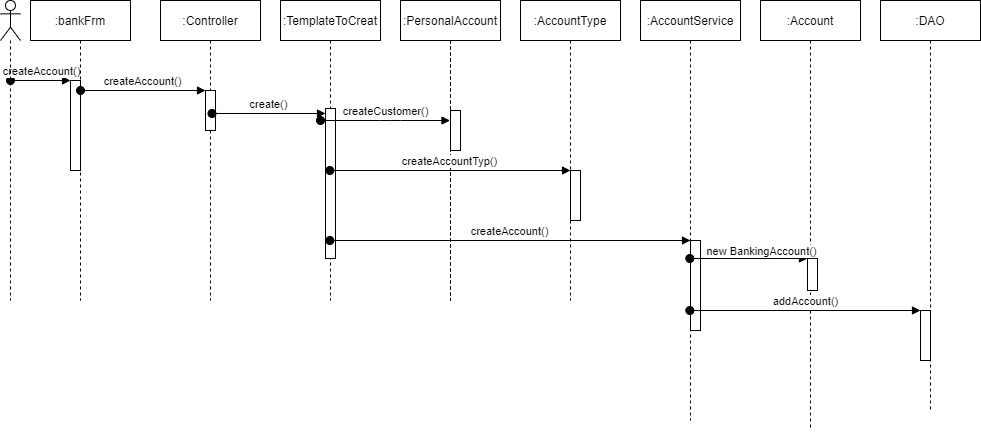 :bankFrm
:Controller
:TemplateToCreat
:PersonalAccount
:AccountType
:AccountService
:Account
:DAO
createAccount()
createAccount()
create()
createCustomer()
createAccountTyp()
createAccount()
new BankingAccount()
addAccount()